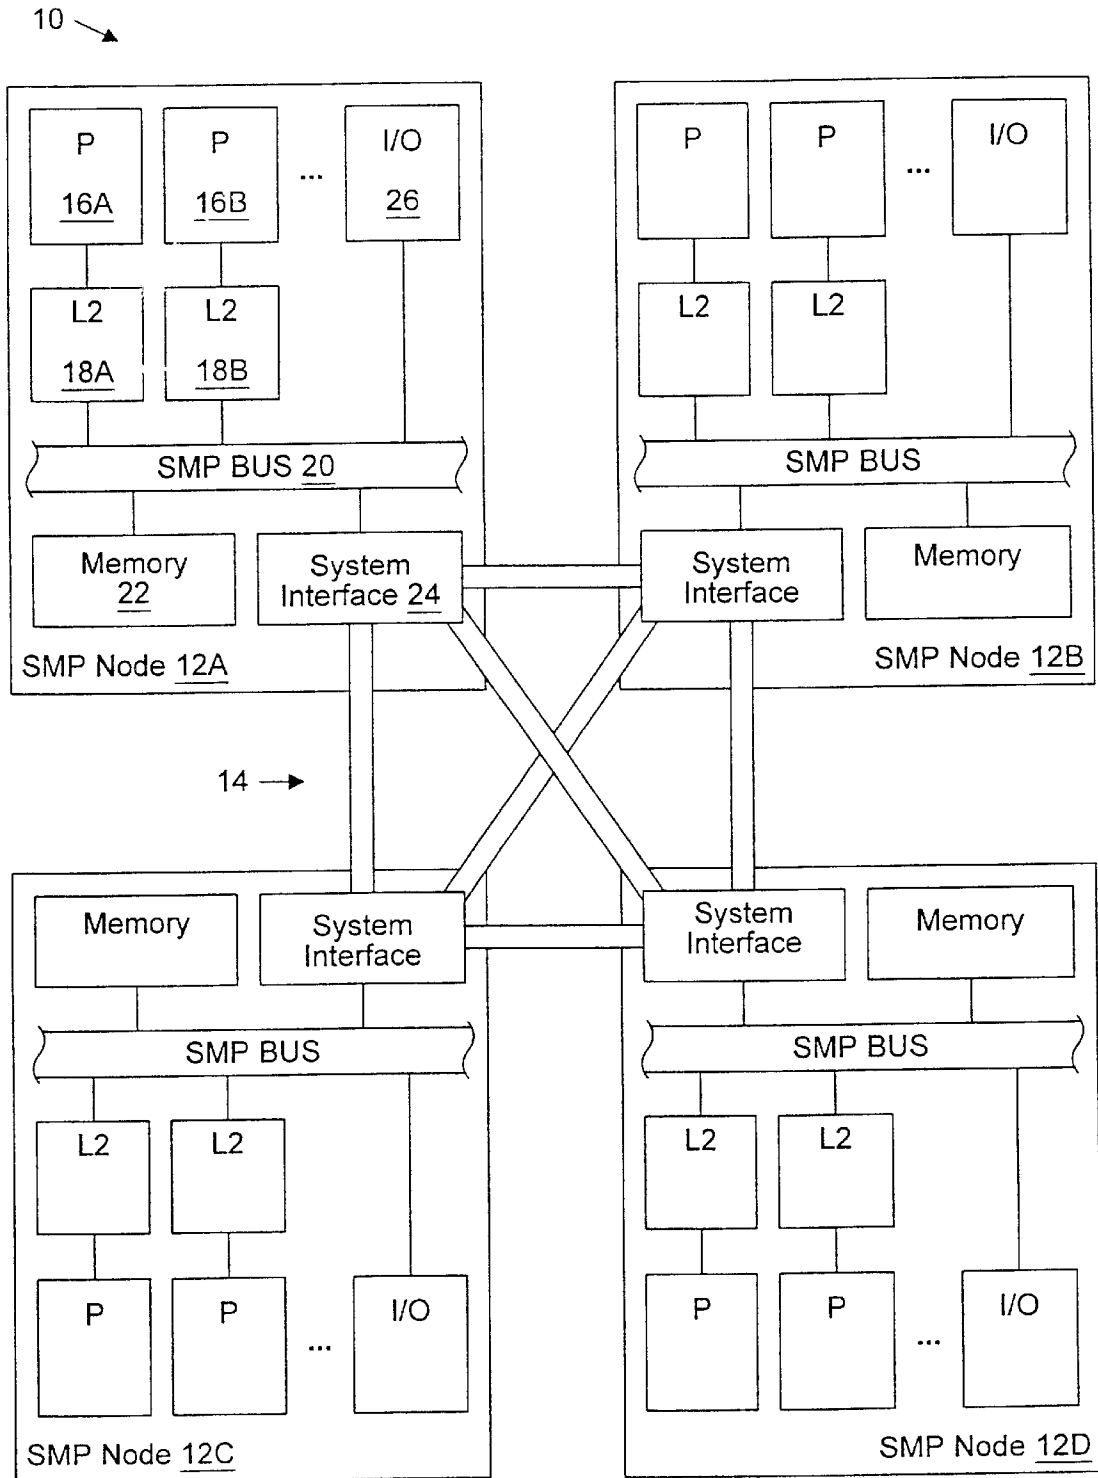 10
P
16A
P
16B
...
I/O
26
L2
18A
L2
18B
SMP BUS 20
Memory
22
System
Interface 24
SMP Node 12A
P
P
...
I/O
L2
L2
SMP BUS
System
Interface
Memory
SMP Node 12B
14
Memory
System
Interface
SMP BUS
L2
L2
P
P
...
I/O
SMP Node 12C
System
Interface
Memory
SMP BUS
L2
L2
P
P
...
I/O
SMP Node 12D